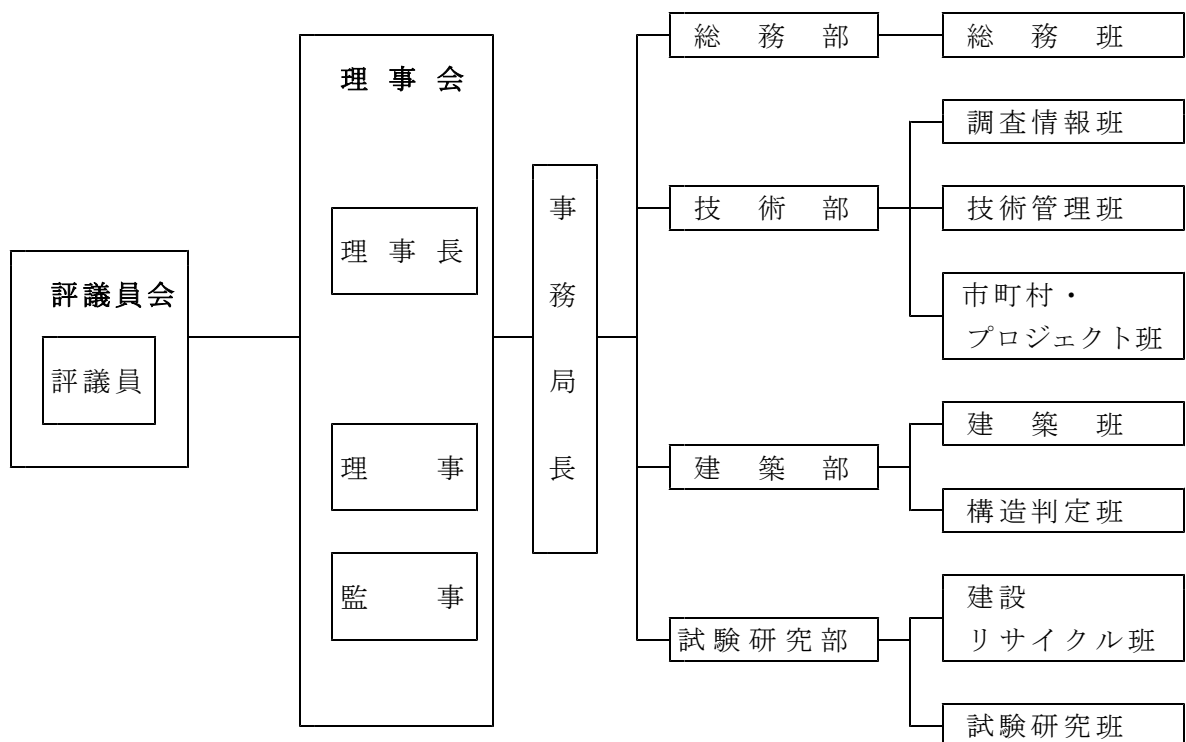 評議員会
評議員
理事会
理事長
理事
監事
事務局長
総務部
総務班
技術部
調査情報班
技術管理班
市町村・
プロジェクト班
建築部
建築班
構造判定班
試験研究部
建設
リサイクル班
試験研究班